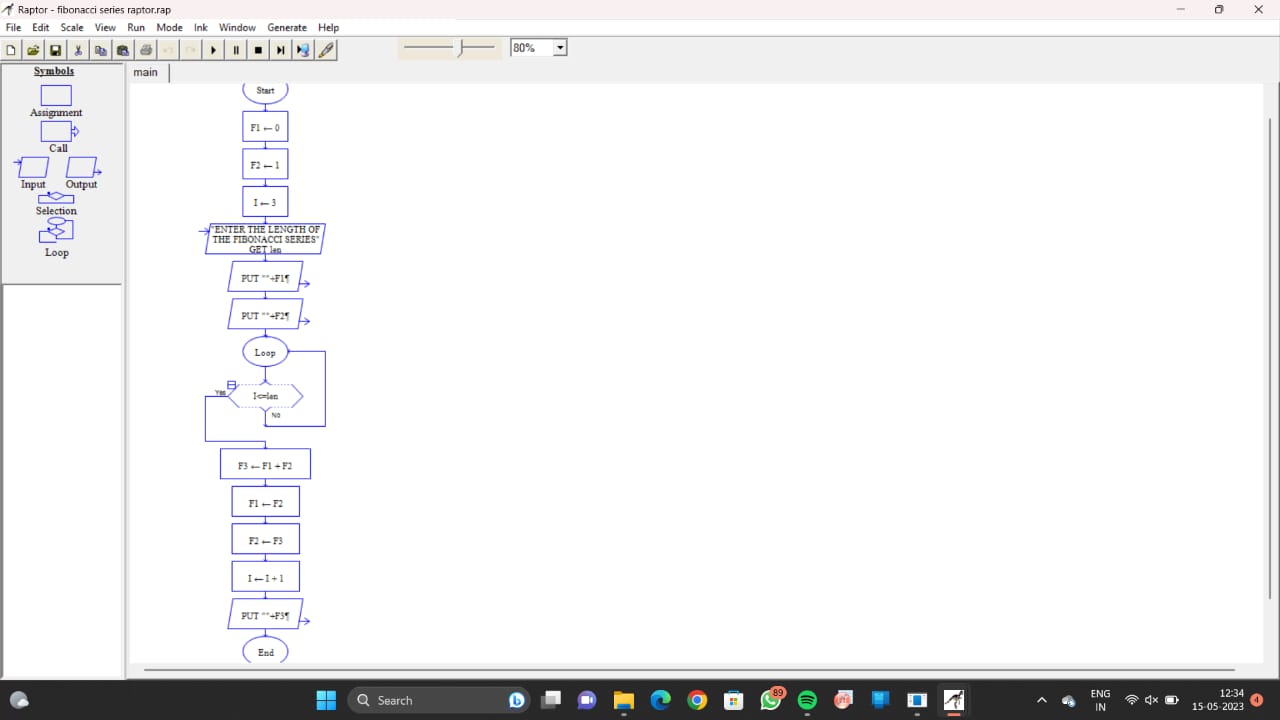 Raptor - fibonacci series raptor.rap
File Edit Scale View Run Mode Ink Window Generate Help
80%
Symbols
Assignment
Call
Input Output
Selection
Loop
main
Start
F1 ← 0
F2 ← 1
I ← 3
"ENTER THE LENGTH OF
THE FIBONACCI SERIES"
GET len
PUT ""+F1¶
PUT ""+F2¶
Loop
Yes
I<=len
No
F3 ← F1 + F2
F1 ← F2
F2 ← F3
I ← I + 1
PUT ""+F3¶
End
Search
89
ENG
IN
12:34
15-05-2023
4